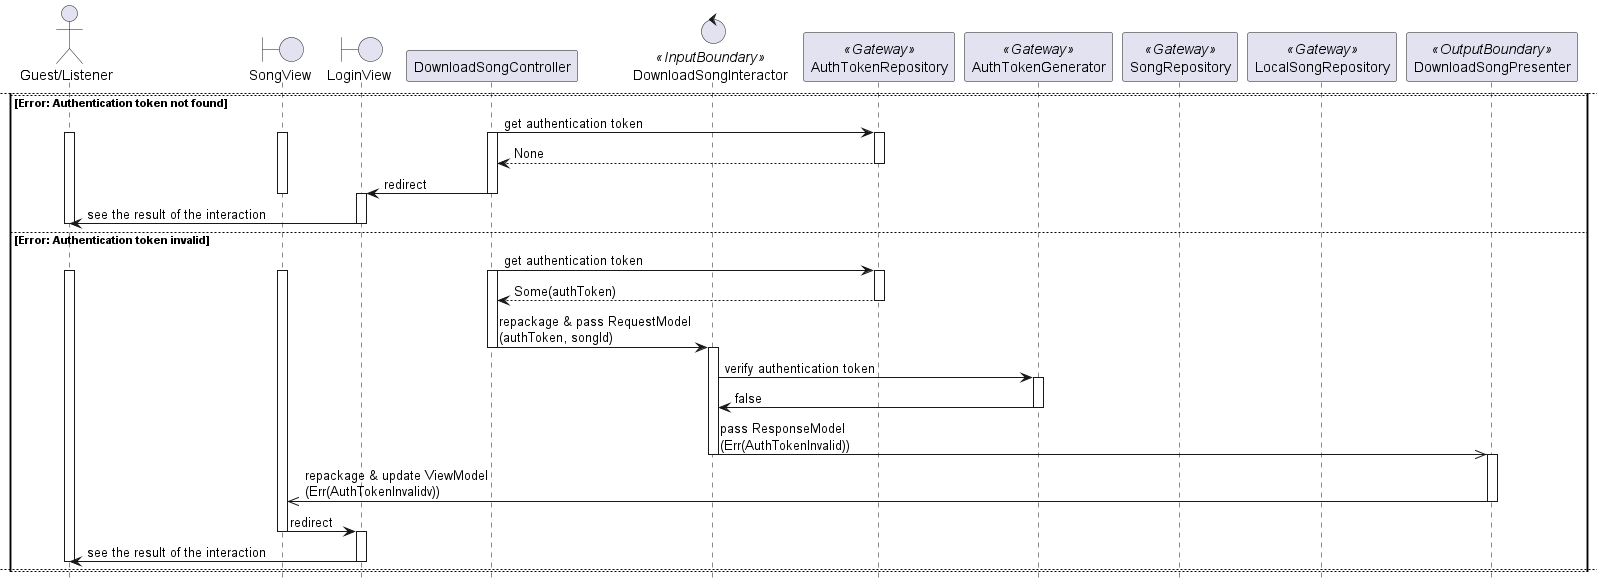 Guest/Listener
SongView
LoginView
DownloadSongController
«InputBoundary»
DownloadSongInteractor
«Gateway»
AuthTokenRepository
«Gateway»
AuthTokenGenerator
«Gateway»
SongRepository
«Gateway»
LocalSongRepository
«OutputBoundary»
DownloadSongPresenter
[Error: Authentication token not found]
get authentication token
None
redirect
see the result of the interaction
[Error: Authentication token invalid]
get authentication token
Some(authToken)
repackage & pass RequestModel
(authToken, songId)
verify authentication token
false
pass ResponseModel
(Err(AuthTokenInvalid))
repackage & update ViewModel
(Err(AuthTokenInvalidv))
redirect
see the result of the interaction